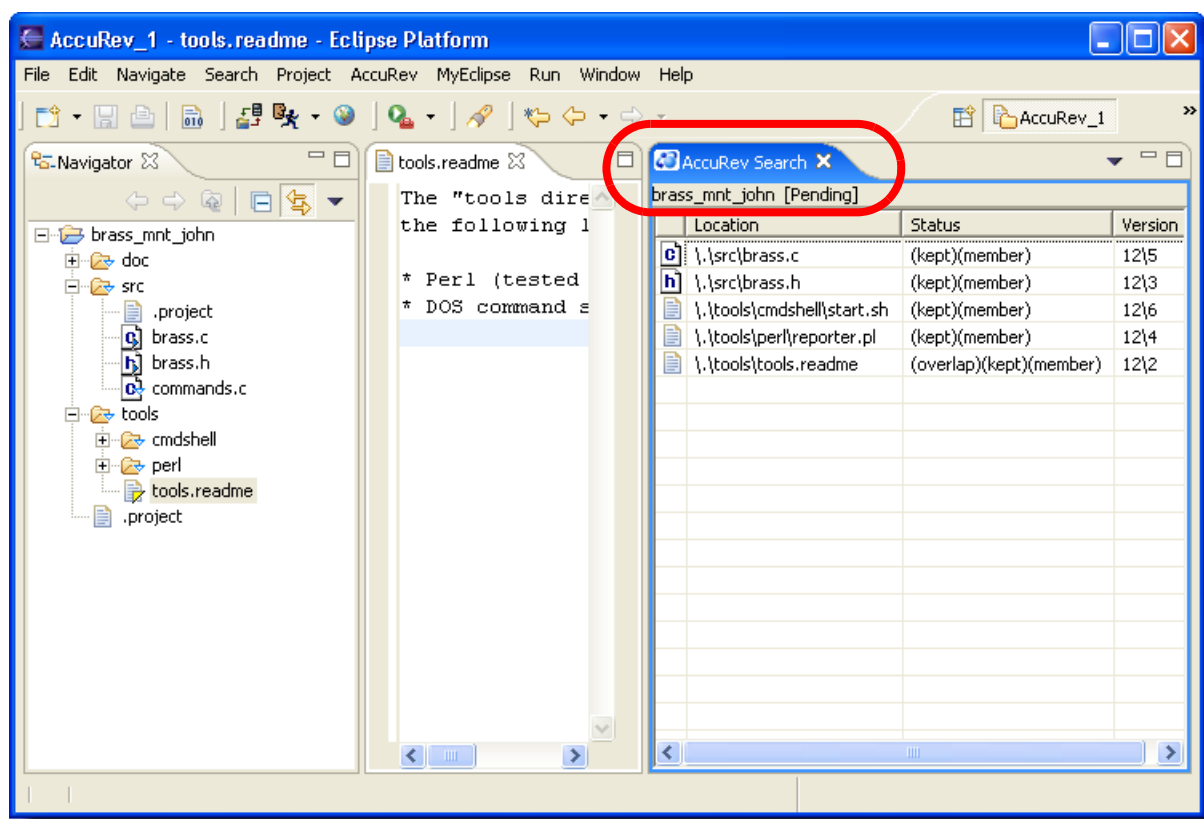 AccuRev_1 - tools.readme - Eclipse Platform
File Edit Navigate Search Project AccuRev MyEclipse Run Window Help
010
AccuRev_1 »
Navigator
brass_mnt_john
doc
src
.project
c brass.c
h brass.h
c commands.c
tools
cmdshell
perl
tools.readme
.project
tools.readme
The "tools dire
the following l
* Perl (tested
* DOS command s
AccuRev Search
brass_mnt_john [Pending]
Location Status Version
c \.\src\brass.c (kept)(member) 12\5
h \.\src\brass.h (kept)(member) 12\3
\.\tools\cmdshell\start.sh (kept)(member) 12\6
\.\tools\perl\reporter.pl (kept)(member) 12\4
\.\tools\tools.readme (overlap)(kept)(member) 12\2